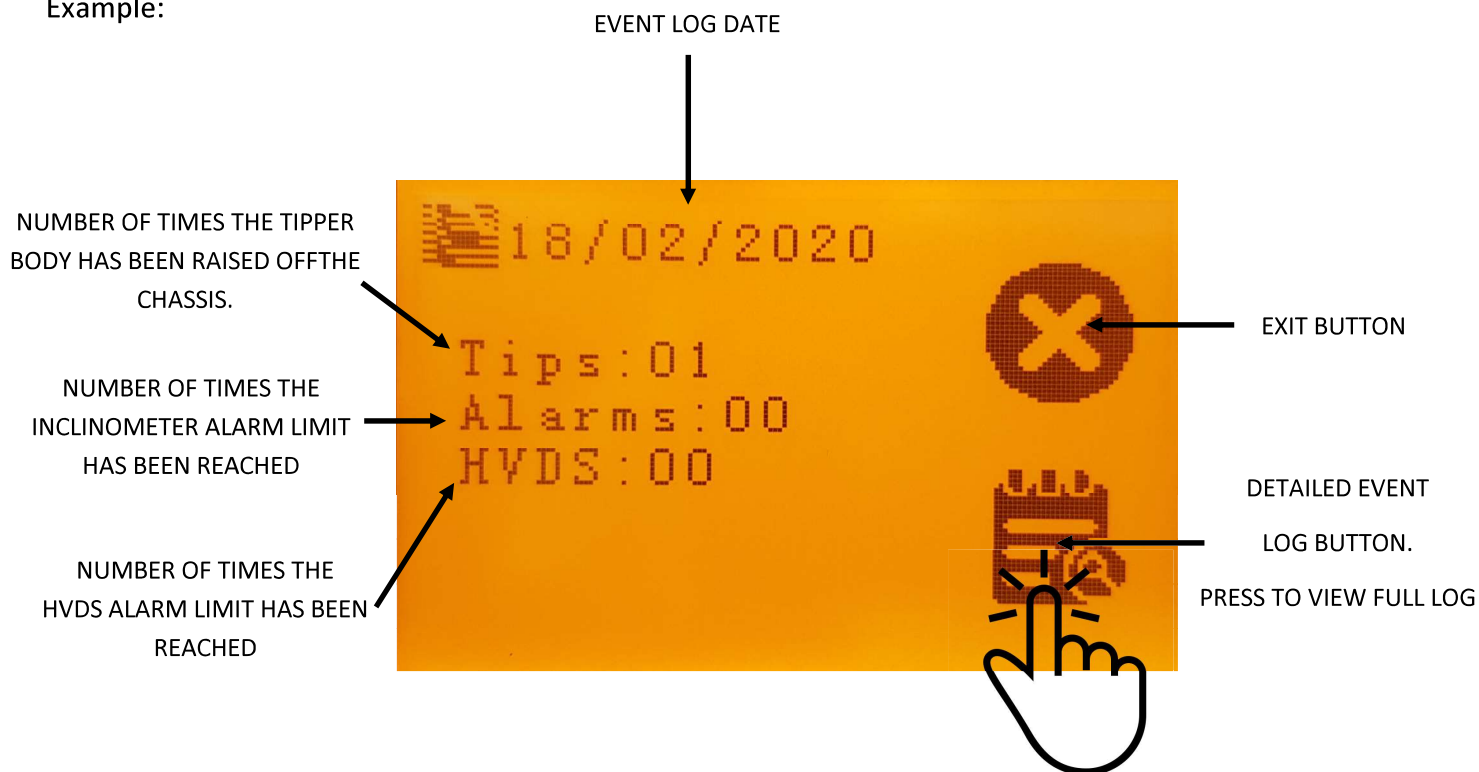 Example:
EVENT LOG DATE
NUMBER OF TIMES THE TIPPER
BODY HAS BEEN RAISED OFFTHE
CHASSIS.
NUMBER OF TIMES THE
INCLINOMETER ALARM LIMIT
HAS BEEN REACHED
NUMBER OF TIMES THE
HVDS ALARM LIMIT HAS BEEN
REACHED
18/02/2020
Tips:01
Alarms:00
HVDS:00
EXIT BUTTON
DETAILED EVENT
LOG BUTTON.
PRESS TO VIEW FULL LOG